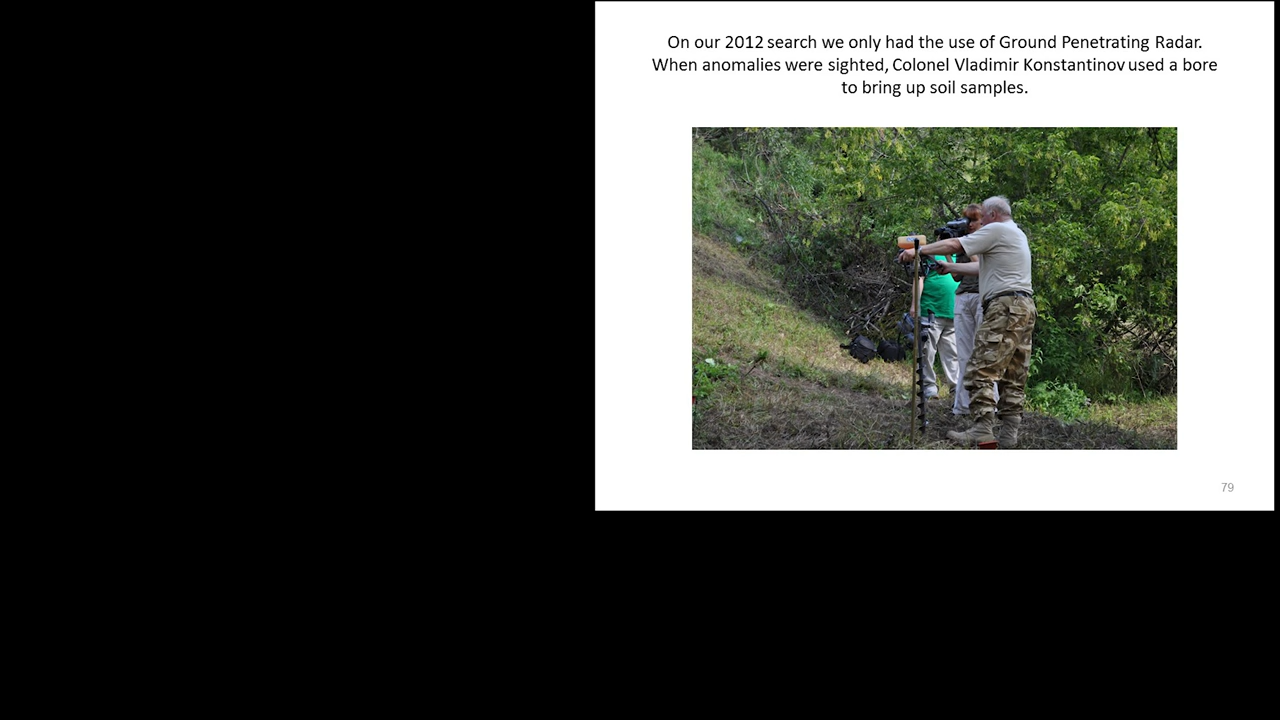 On our 2012 search we only had the use of Ground Penetrating Radar.
When anomalies were sighted, Colonel Vladimir Konstantinov used a bore
to bring up soil samples.
79